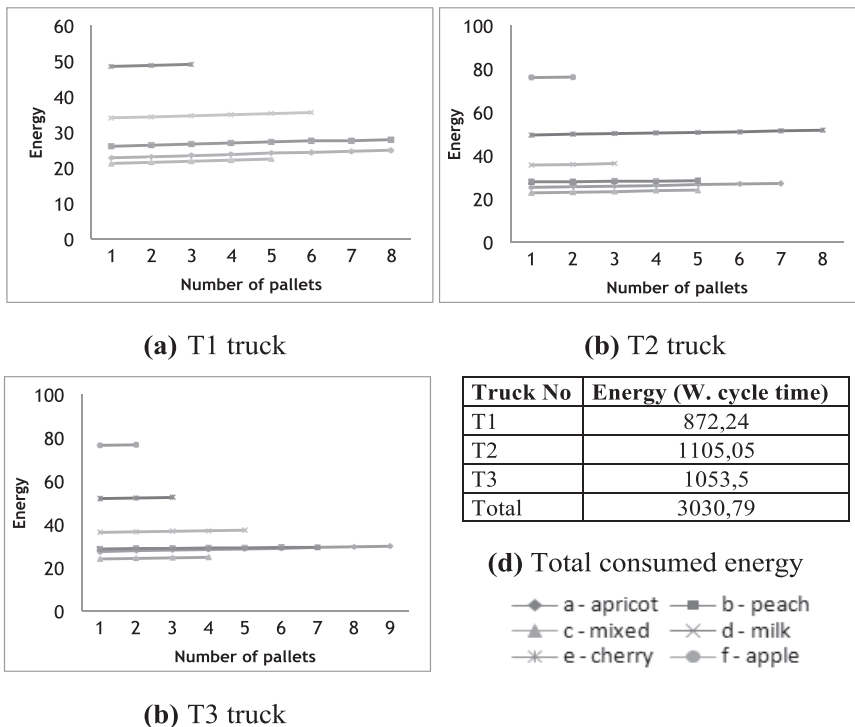 60
50
40
30
20
10
0
Energy
1 2 3 4 5 6 7 8
Number of pallets
(a) T1 truck
100
80
60
40
20
0
Energy
1 2 3 4 5 6 7 8
Number of pallets
(b) T2 truck
100
80
60
40
20
0
Energy
1 2 3 4 5 6 7 8 9
Number of pallets
(b) T3 truck
Truck No Energy (W. cycle time)
T1 872,24
T2 1105,05
T3 1053,5
Total 3030,79
(d) Total consumed energy
a - apricot b - peach
c - mixed d - milk
e - cherry f - apple